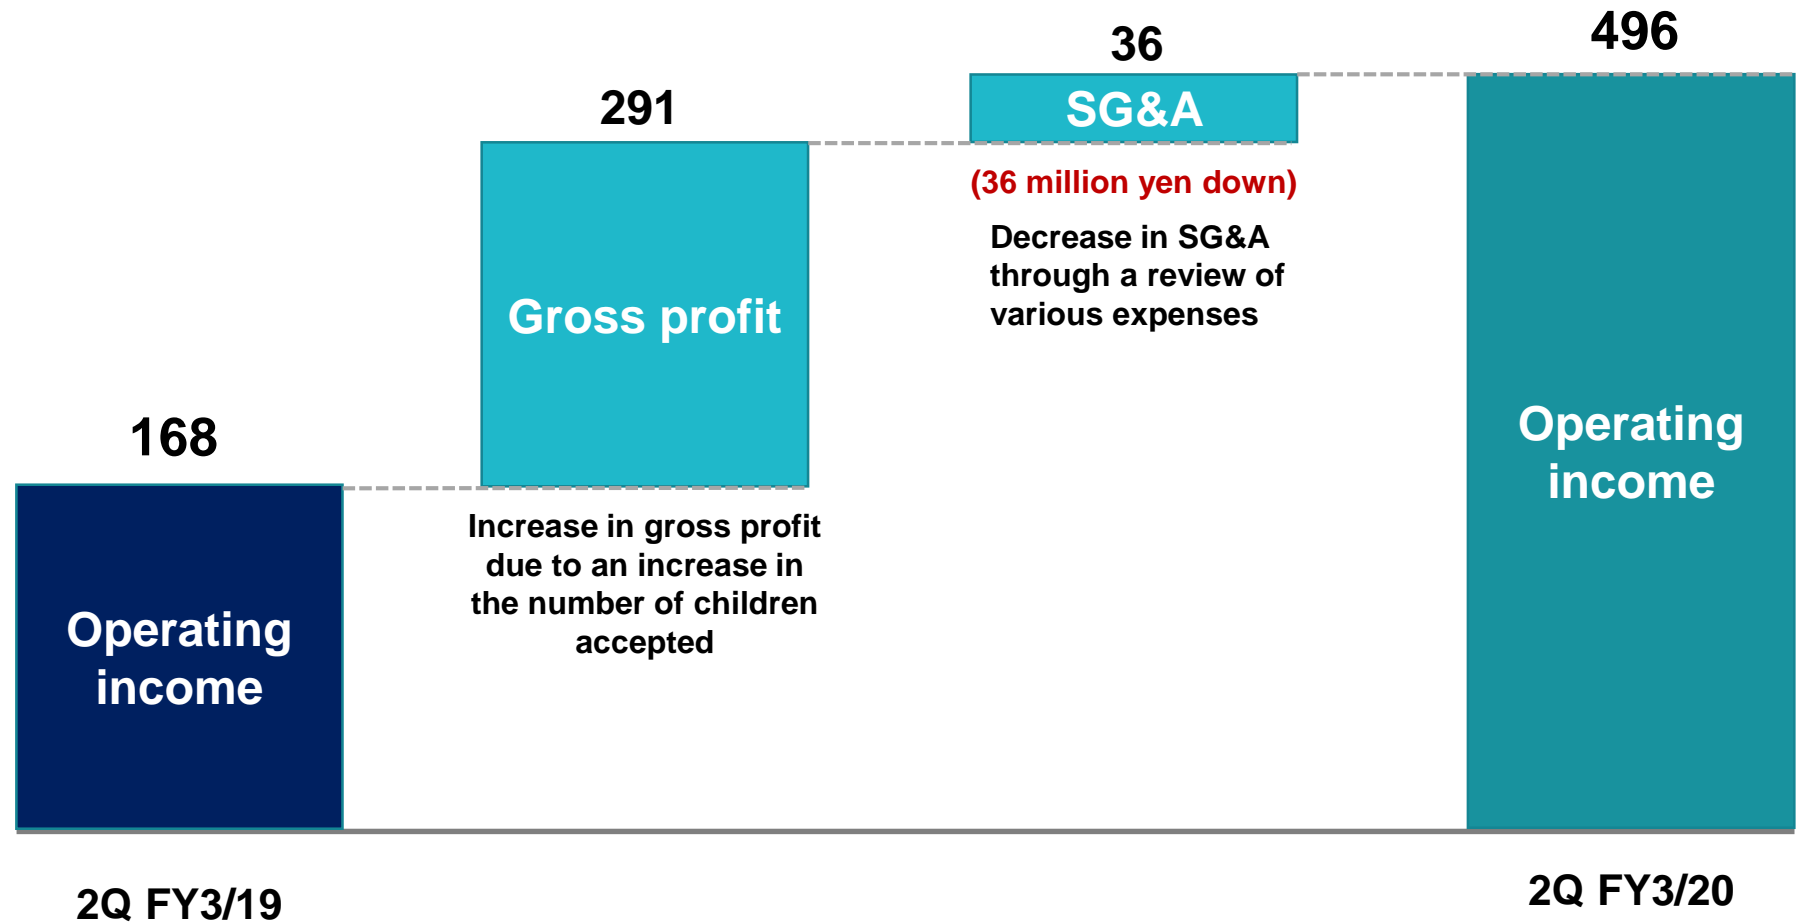 168
Operating
income
2Q FY3/19
291
Gross profit
Increase in gross profit
due to an increase in
the number of children
accepted
36
SG&A
(36 million yen down)
Decrease in SG&A
through a review of
various expenses
496
Operating
income
2Q FY3/20